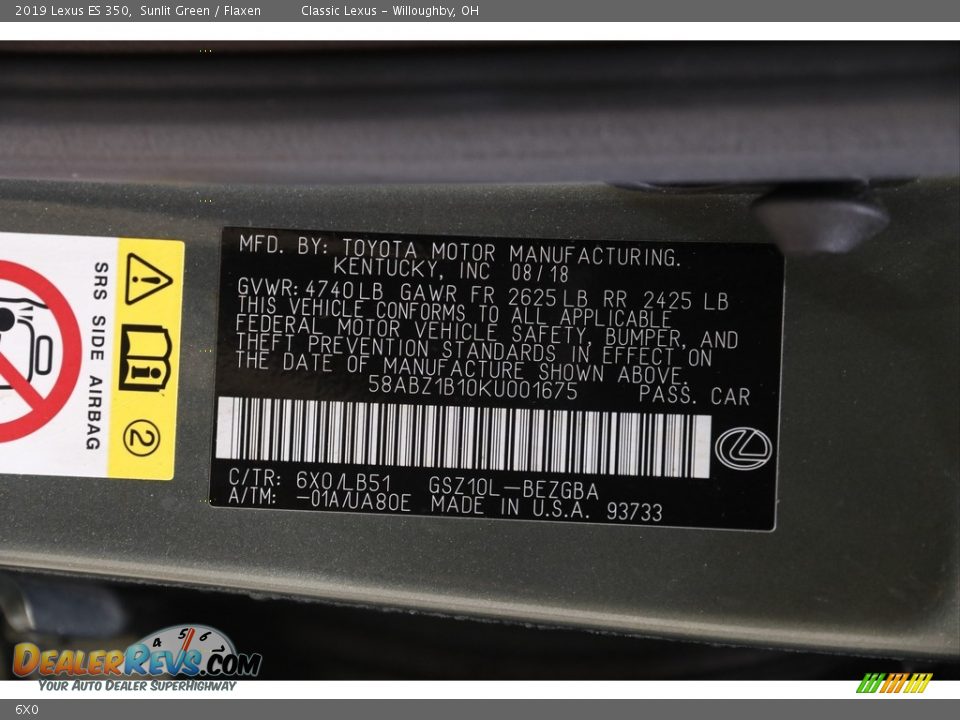 2019 Lexus ES 350, Sunlit Green / Flaxen Classic Lexus - Willoughby, OH
MFD. BY: TOYOTA MOTOR MANUFACTURING.
KENTUCKY, INC 08/18
GVWR: 4740LB GAWR FR 2625LB RR 2425 LB
THIS VEHICLE CONFORMS TO ALL APPLICABLE
FEDERAL MOTOR VEHICLE SAFETY, BUMPER, AND
THEFT PREVENTION STANDARDS IN EFFECT ON
THE DATE OF MANUFACTURE SHOWN ABOVE.
58ABZ1B10KU001675 PASS. CAR
C/TR: 6X0/LB51 GSZ10L-BEZGBA
A/TM: -01A/UA80E MADE IN U.S.A. 93733
SRS SIDE AIRBAG
2
4 5 6
DEALERREVS.COM
YOUR AUTO DEALER SUPERHIGHWAY
6X0